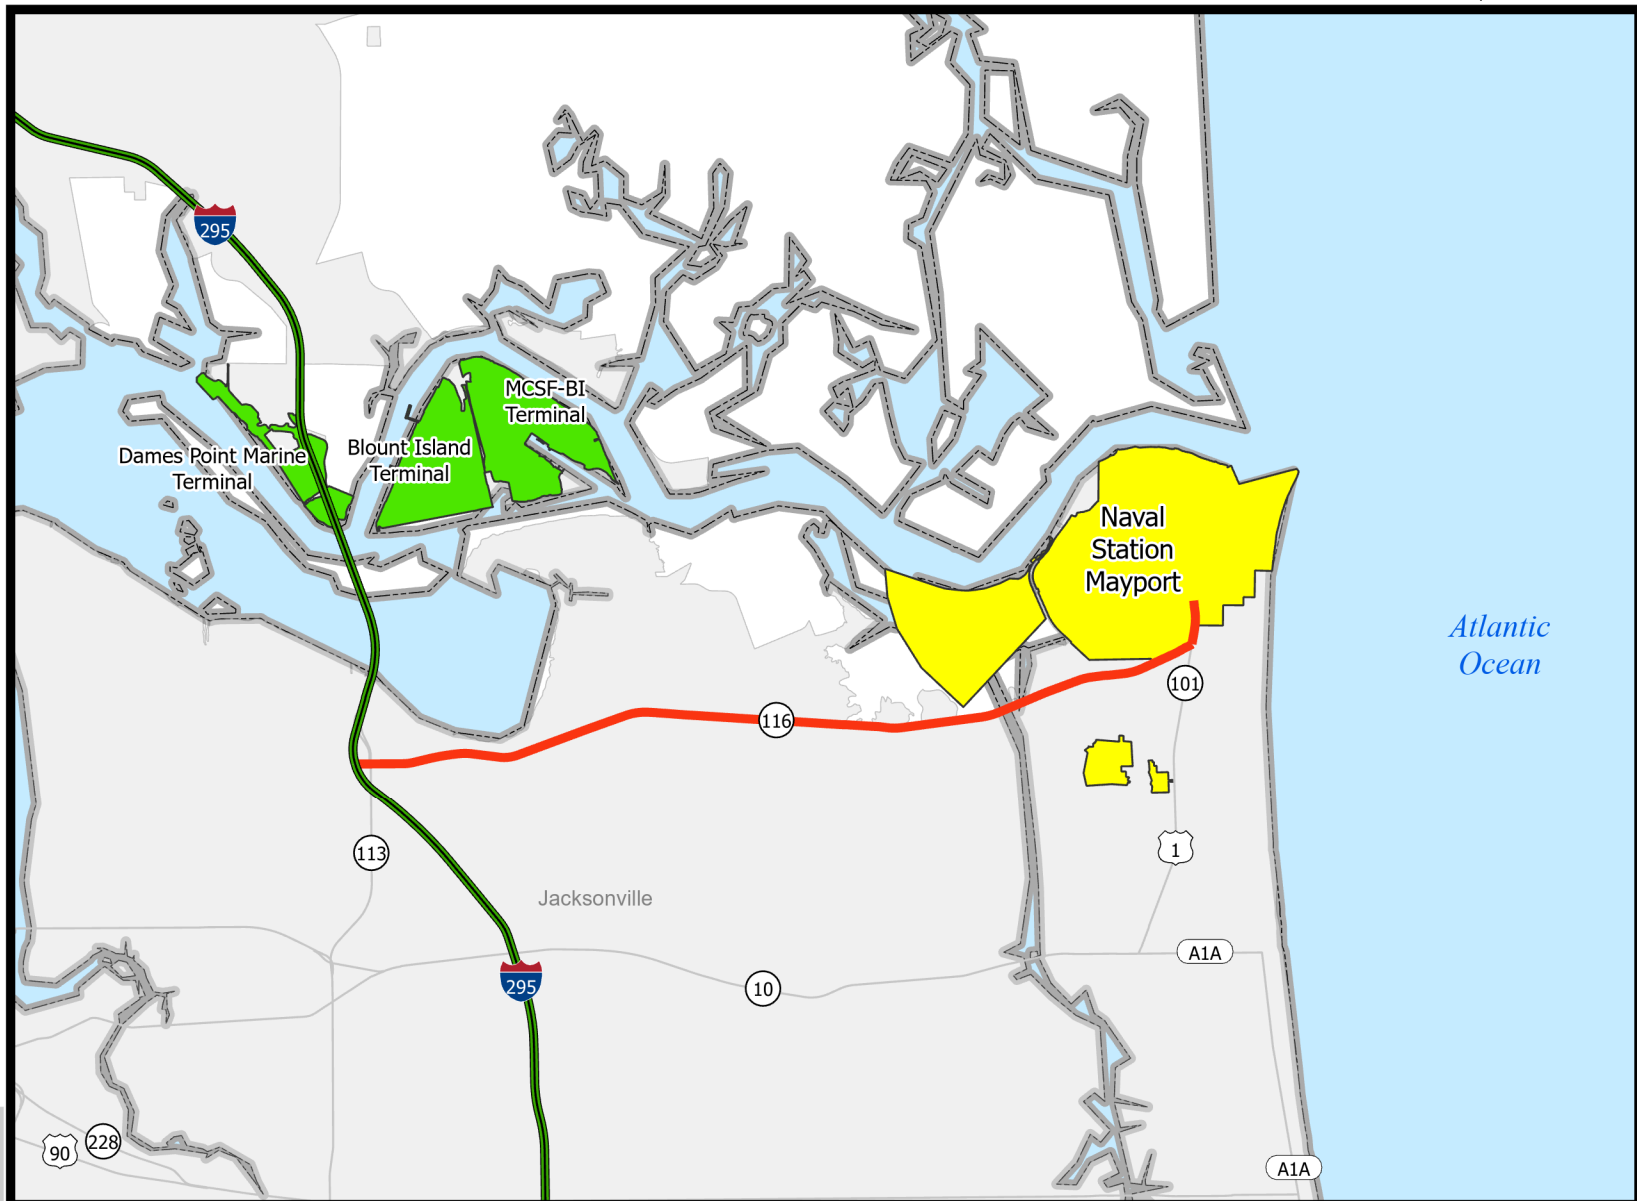 295
MCSF-BI
Terminal
Blount Island
Terminal
Dames Point Marine
Terminal
Naval
Station
Mayport
Atlantic
Ocean
101
116
113
1
Jacksonville
A1A
295
10
228
90
A1A